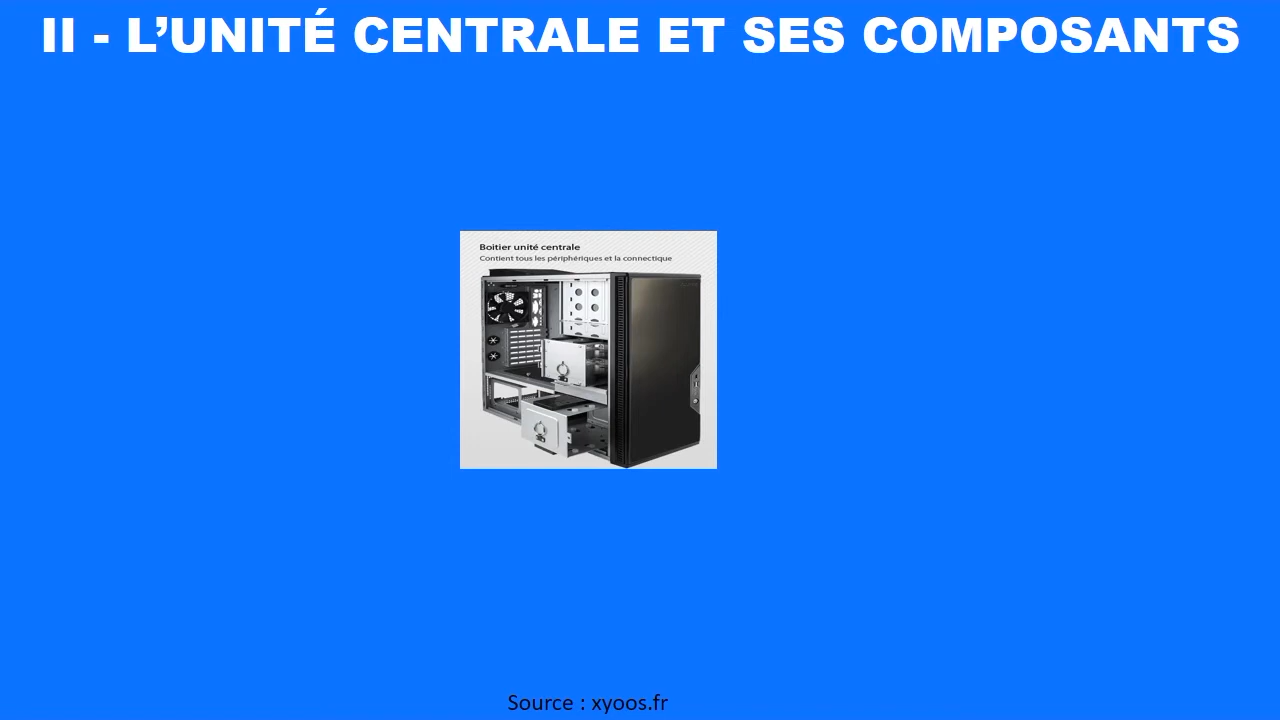 II - L’UNITÉ CENTRALE ET SES COMPOSANTS
Boitier unité centrale
Contient tous les périphériques et la connectique
Source : xyoos.fr